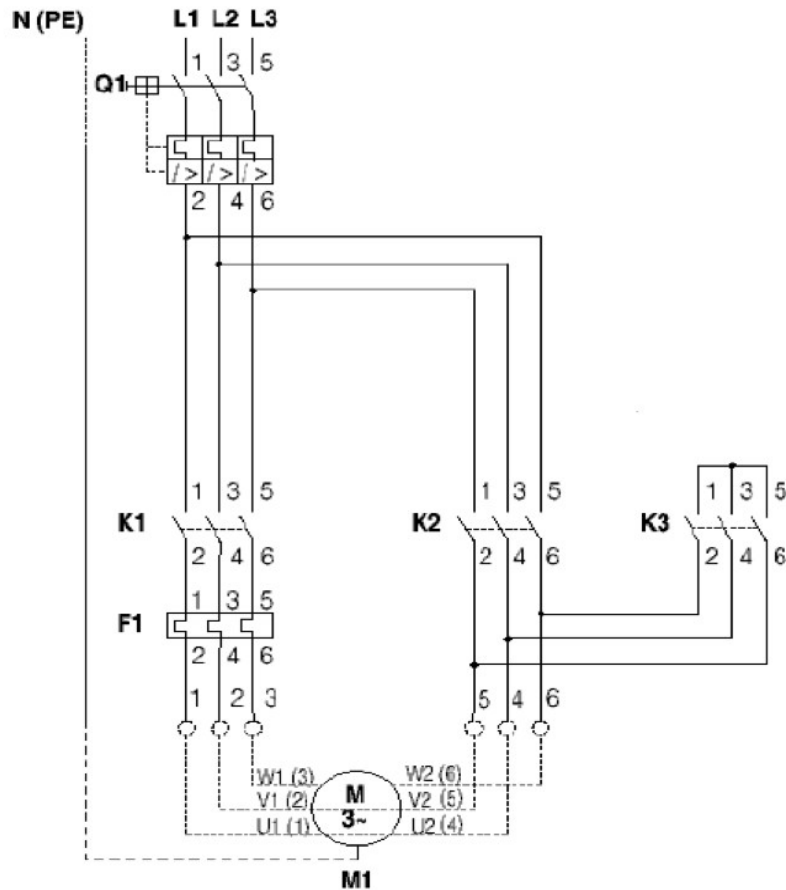 N (PE) L1 L2 L3
1 3 5
Q1
/> /> />
2 4 6
1 3 5 1 3 5 1 3 5
K1 K2 K3
2 4 6 2 4 6 2 4 6
1 3 5
F1
2 4 6
1 2 3 5 4 6
W1 (3) W2 (6)
V1 (2) M V2 (5)
3~
U1 (1) U2 (4)
M1